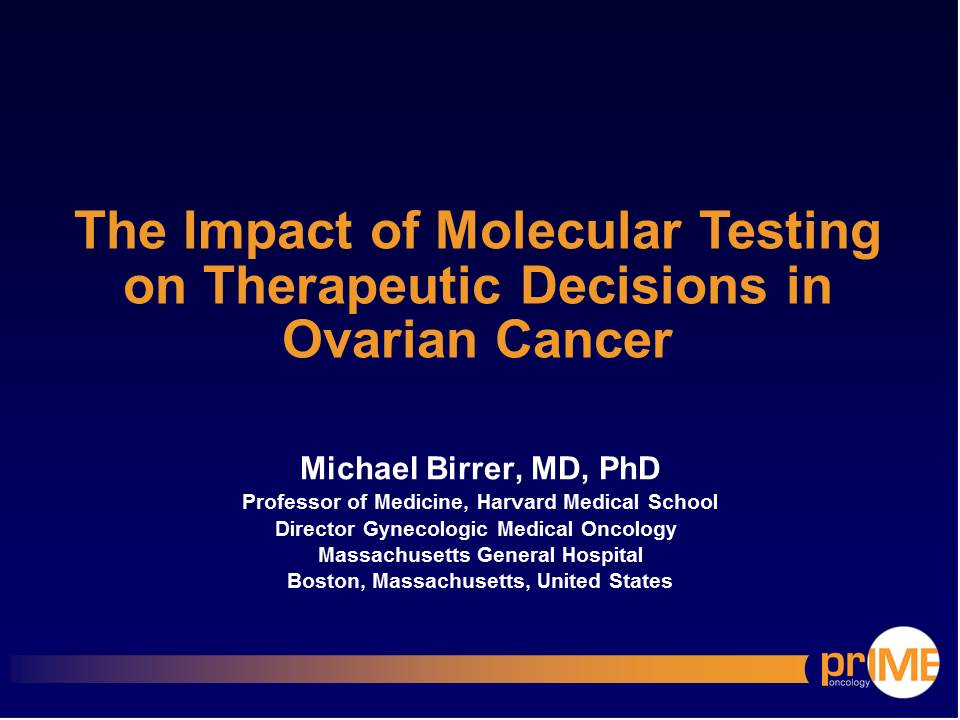 The Impact of Molecular Testing
on Therapeutic Decisions in
Ovarian Cancer
Michael Birrer, MD, PhD
Professor of Medicine, Harvard Medical School
Director Gynecologic Medical Oncology
Massachusetts General Hospital
Boston, Massachusetts, United States
prIME
oncology